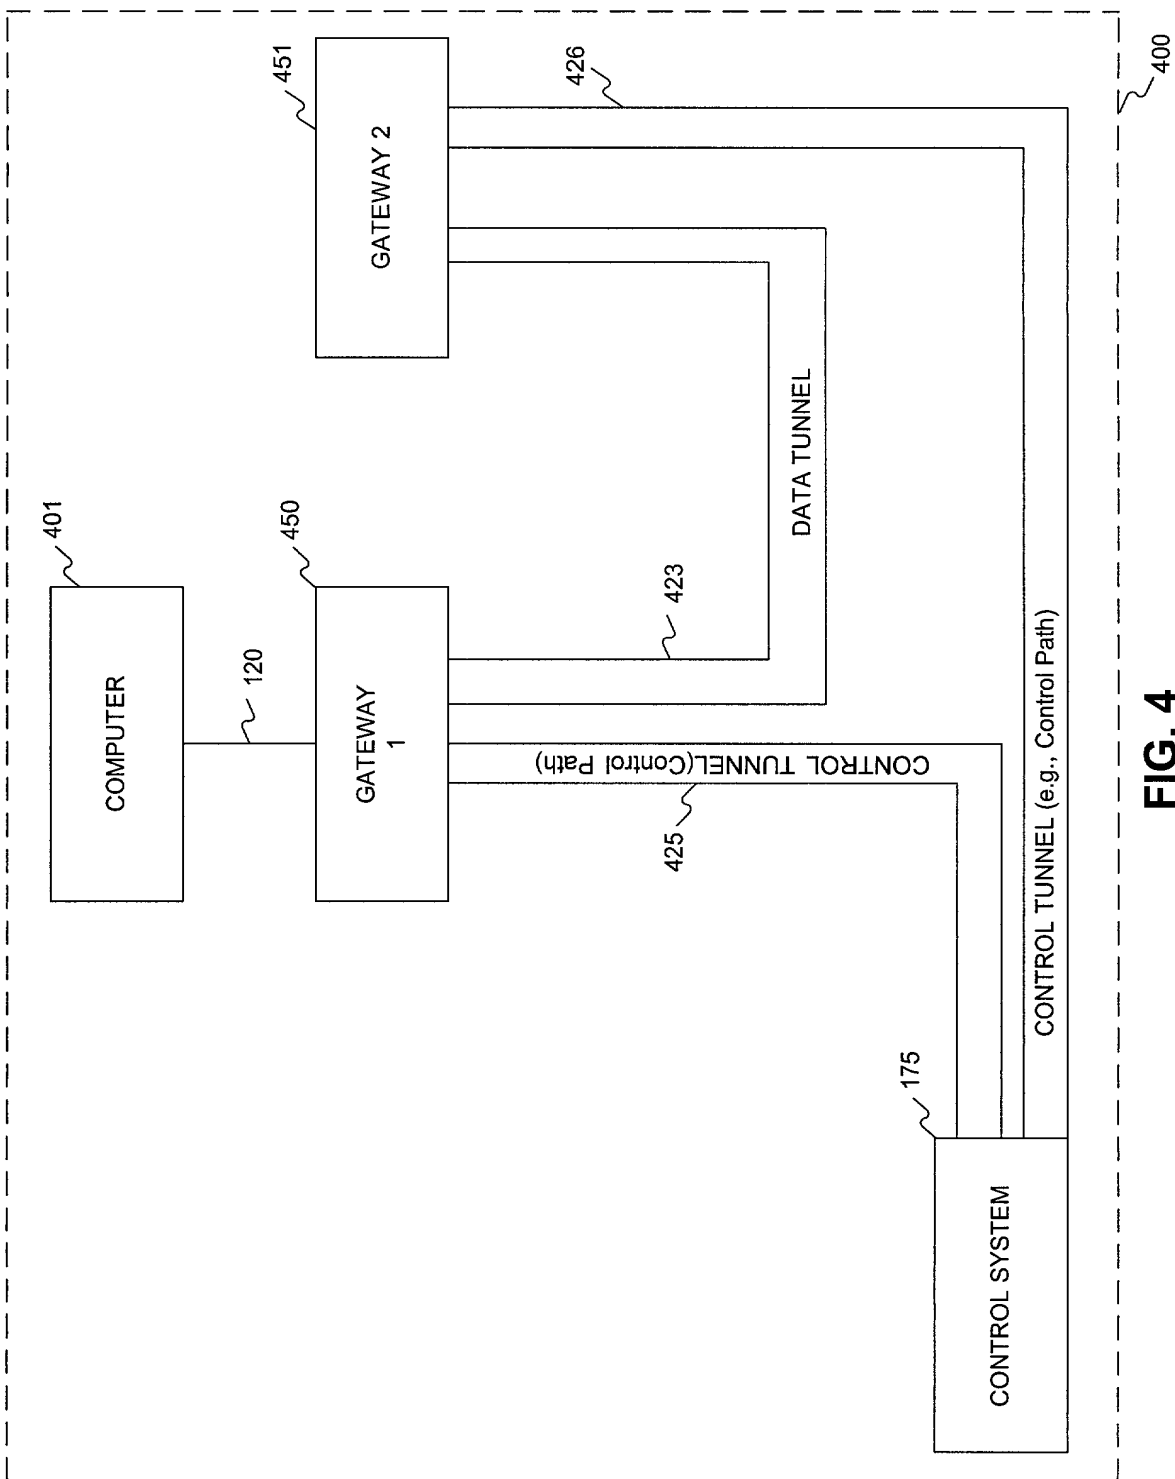 400
451
GATEWAY 2
426
401
COMPUTER
120
450
GATEWAY
1
423
DATA TUNNEL
CONTROL TUNNEL(Control Path)
425
175
CONTROL SYSTEM
CONTROL TUNNEL (e.g., Control Path)
FIG. 4